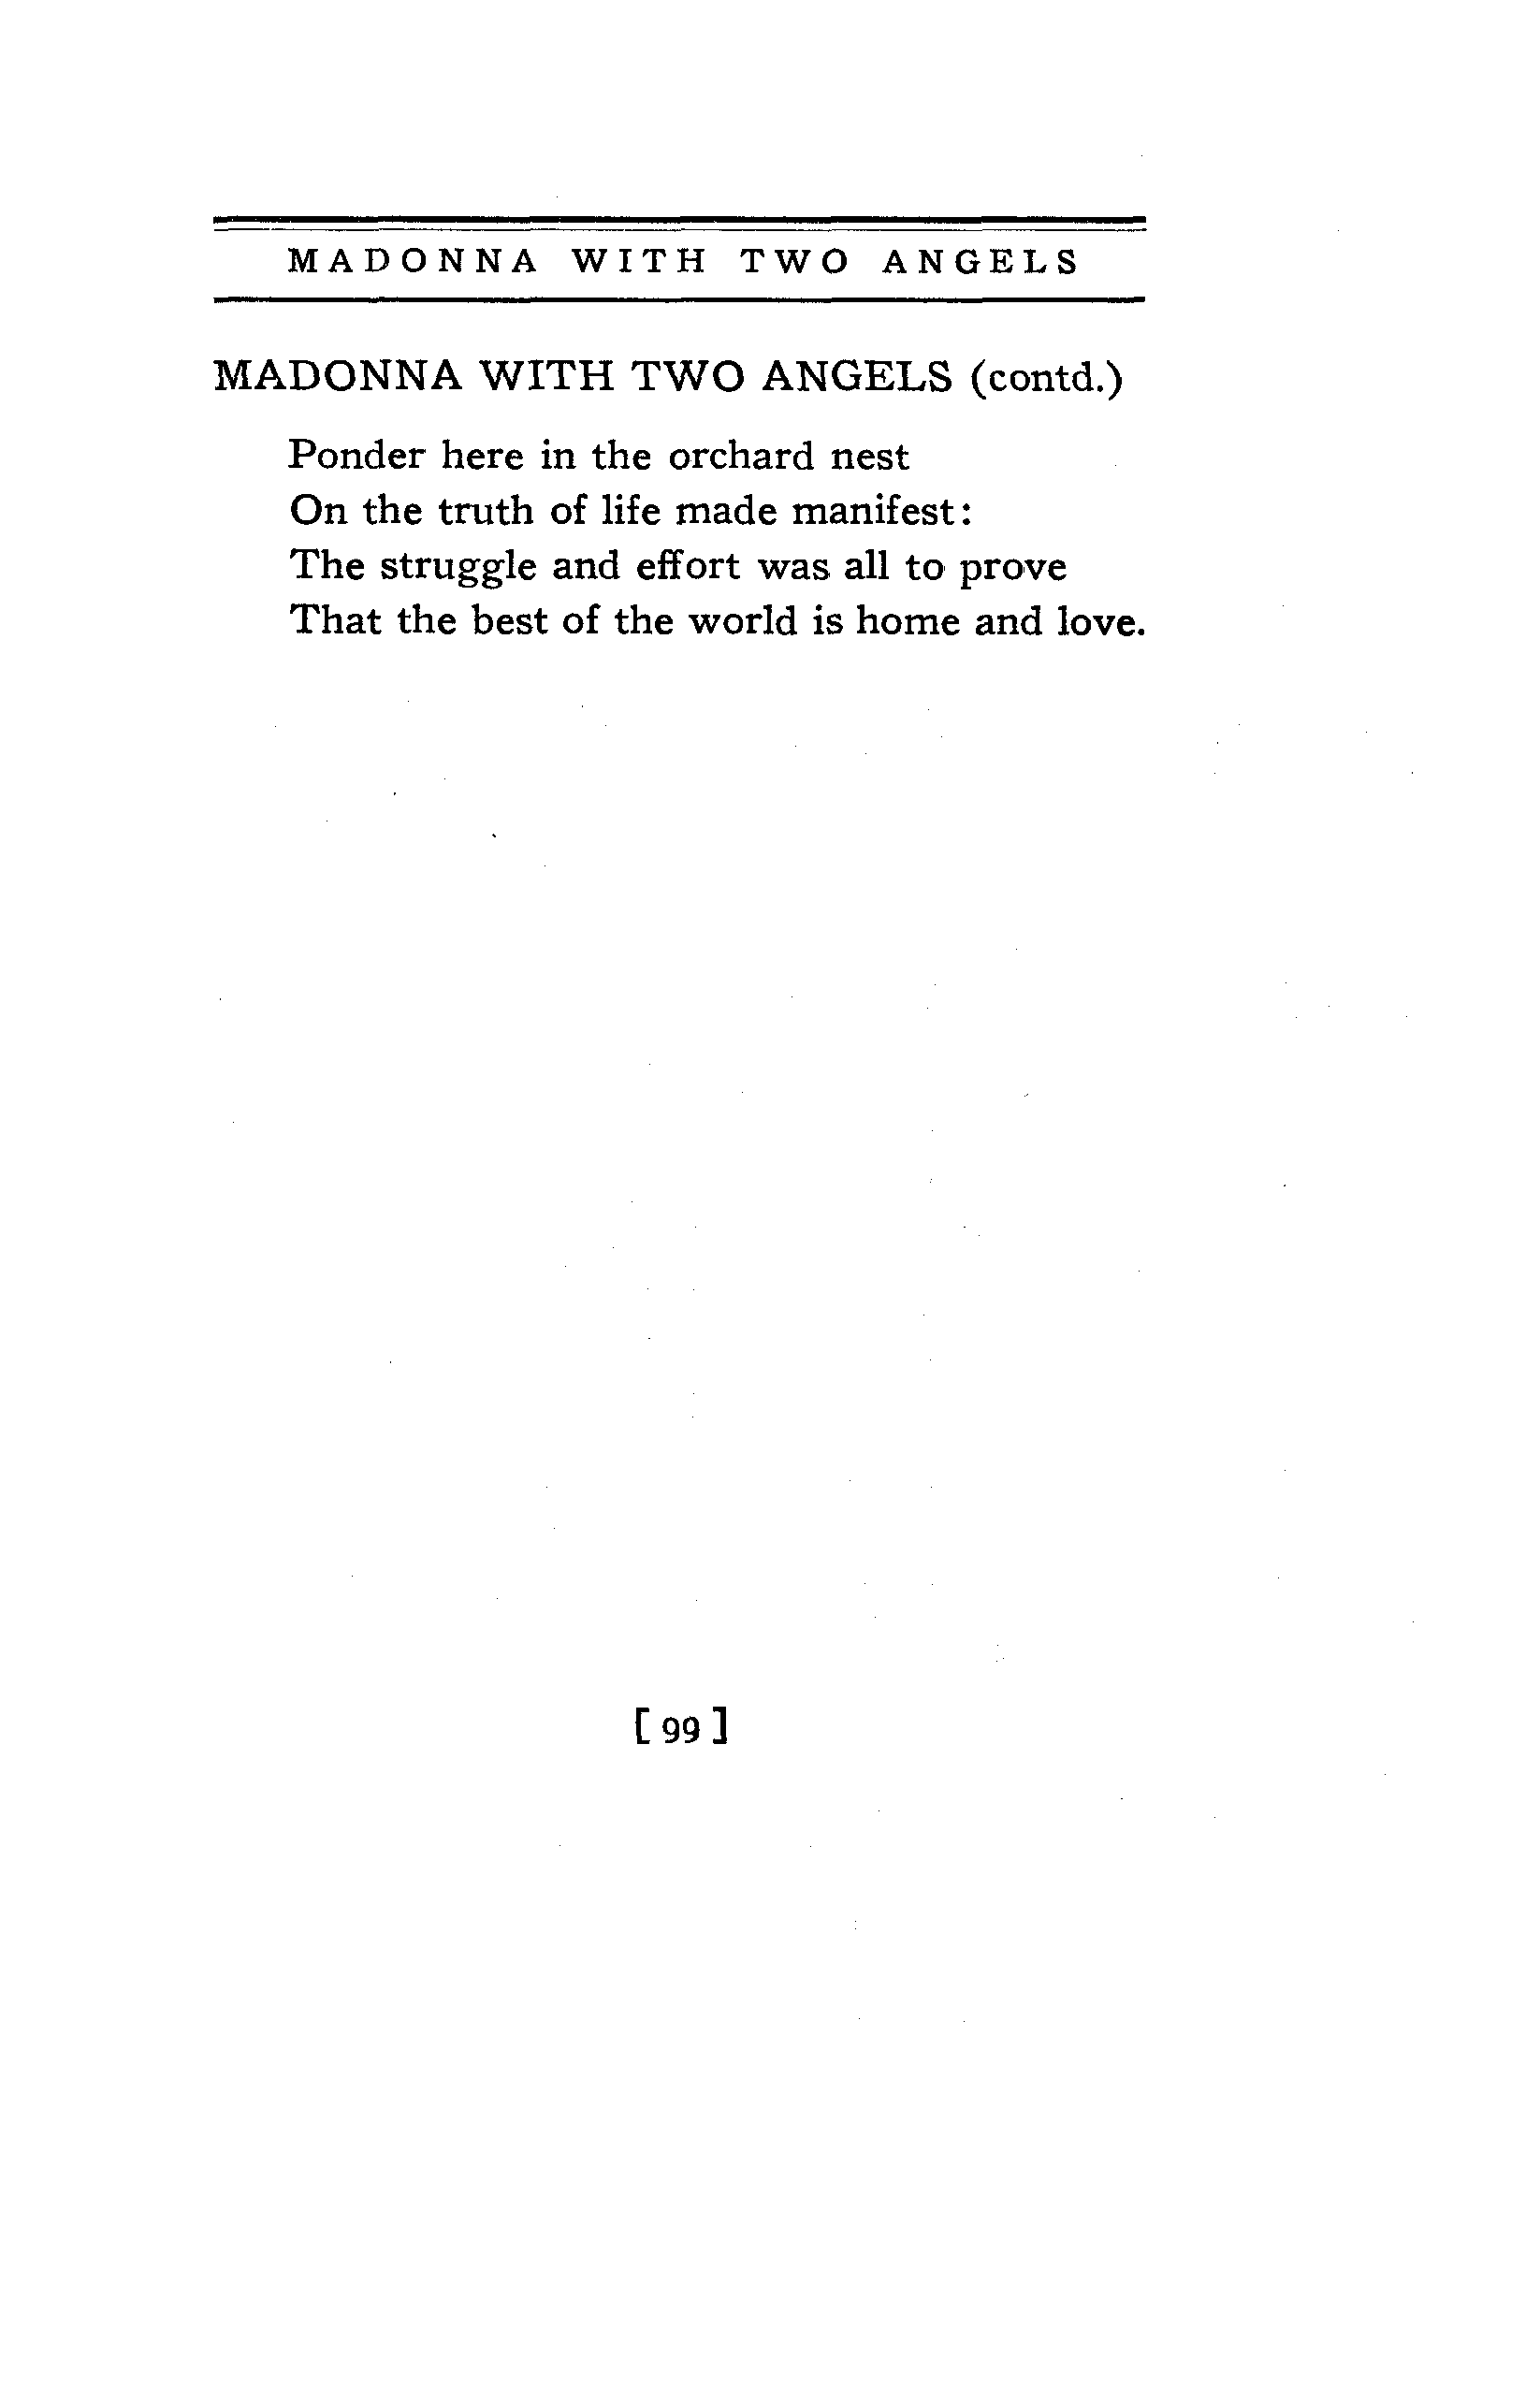 MADONNA WITH TWO ANGELS
MADONNA WITH TWO ANGELS (contd.)
Ponder here in the orchard nest
On the truth of life made manifest:
The struggle and effort was all to prove
That the best of the world is home and love.
[99]